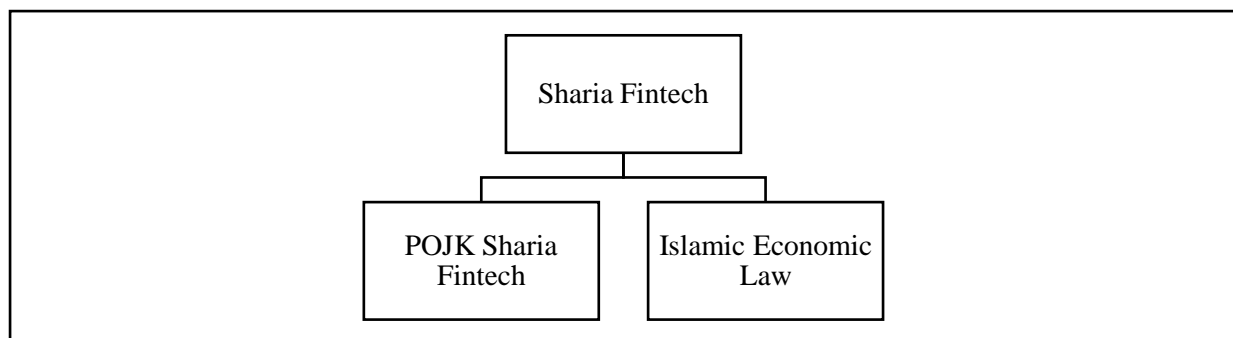 Sharia Fintech
POJK Sharia
Fintech
Islamic Economic
Law